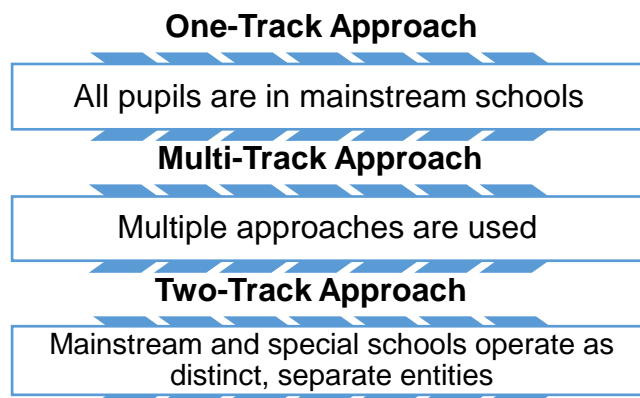 One-Track Approach
All pupils are in mainstream schools
Multi-Track Approach
Multiple approaches are used
Two-Track Approach
Mainstream and special schools operate as
distinct, separate entities